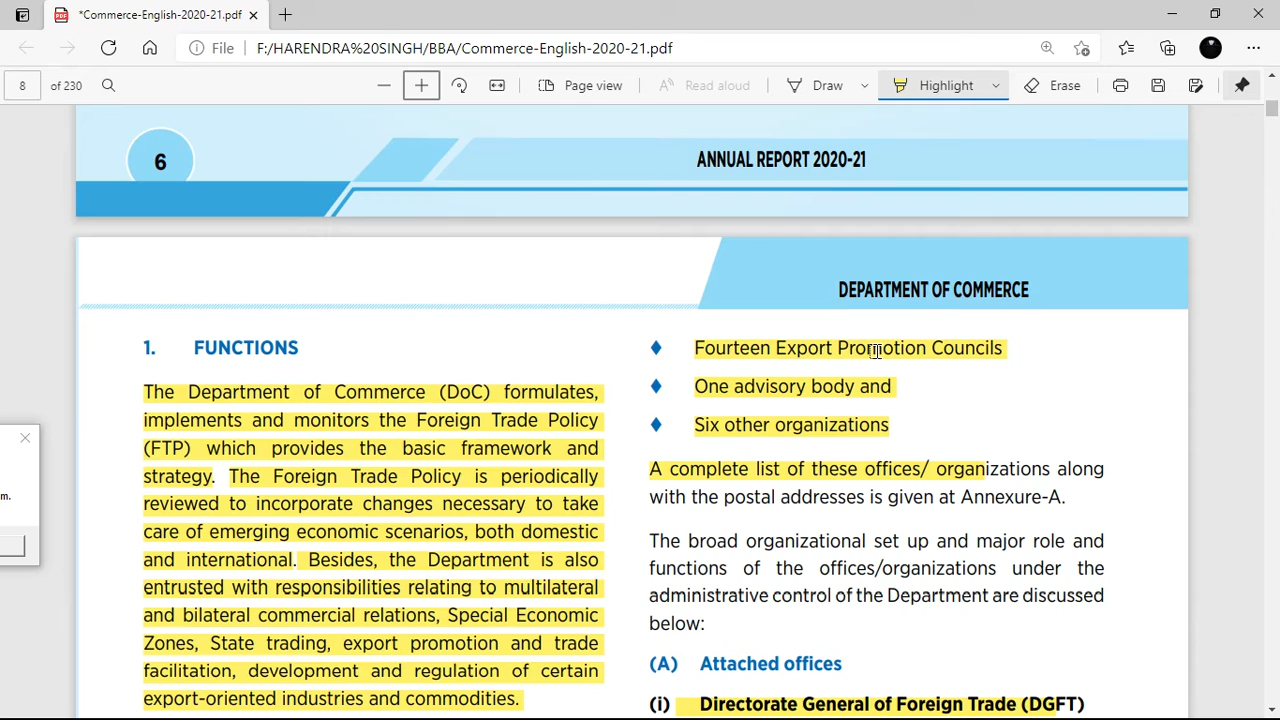 *Commerce-English-2020-21.pdf
File F:/HARENDRA%20SINGH/BBA/Commerce-English-2020-21.pdf
8 of 230 Page view Read aloud Draw Highlight Erase
6
ANNUAL REPORT 2020-21
DEPARTMENT OF COMMERCE
1. FUNCTIONS
The Department of Commerce (DoC) formulates,
implements and monitors the Foreign Trade Policy
(FTP) which provides the basic framework and
strategy. The Foreign Trade Policy is periodically
reviewed to incorporate changes necessary to take
care of emerging economic scenarios, both domestic
and international. Besides, the Department is also
entrusted with responsibilities relating to multilateral
and bilateral commercial relations, Special Economic
Zones, State trading, export promotion and trade
facilitation, development and regulation of certain
export-oriented industries and commodities.
Fourteen Export Promotion Councils
One advisory body and
Six other organizations
A complete list of these offices/ organizations along
with the postal addresses is given at Annexure-A.
The broad organizational set up and major role and
functions of the offices/organizations under the
administrative control of the Department are discussed
below:
(A) Attached offices
(i) Directorate General of Foreign Trade (DGFT)
m.